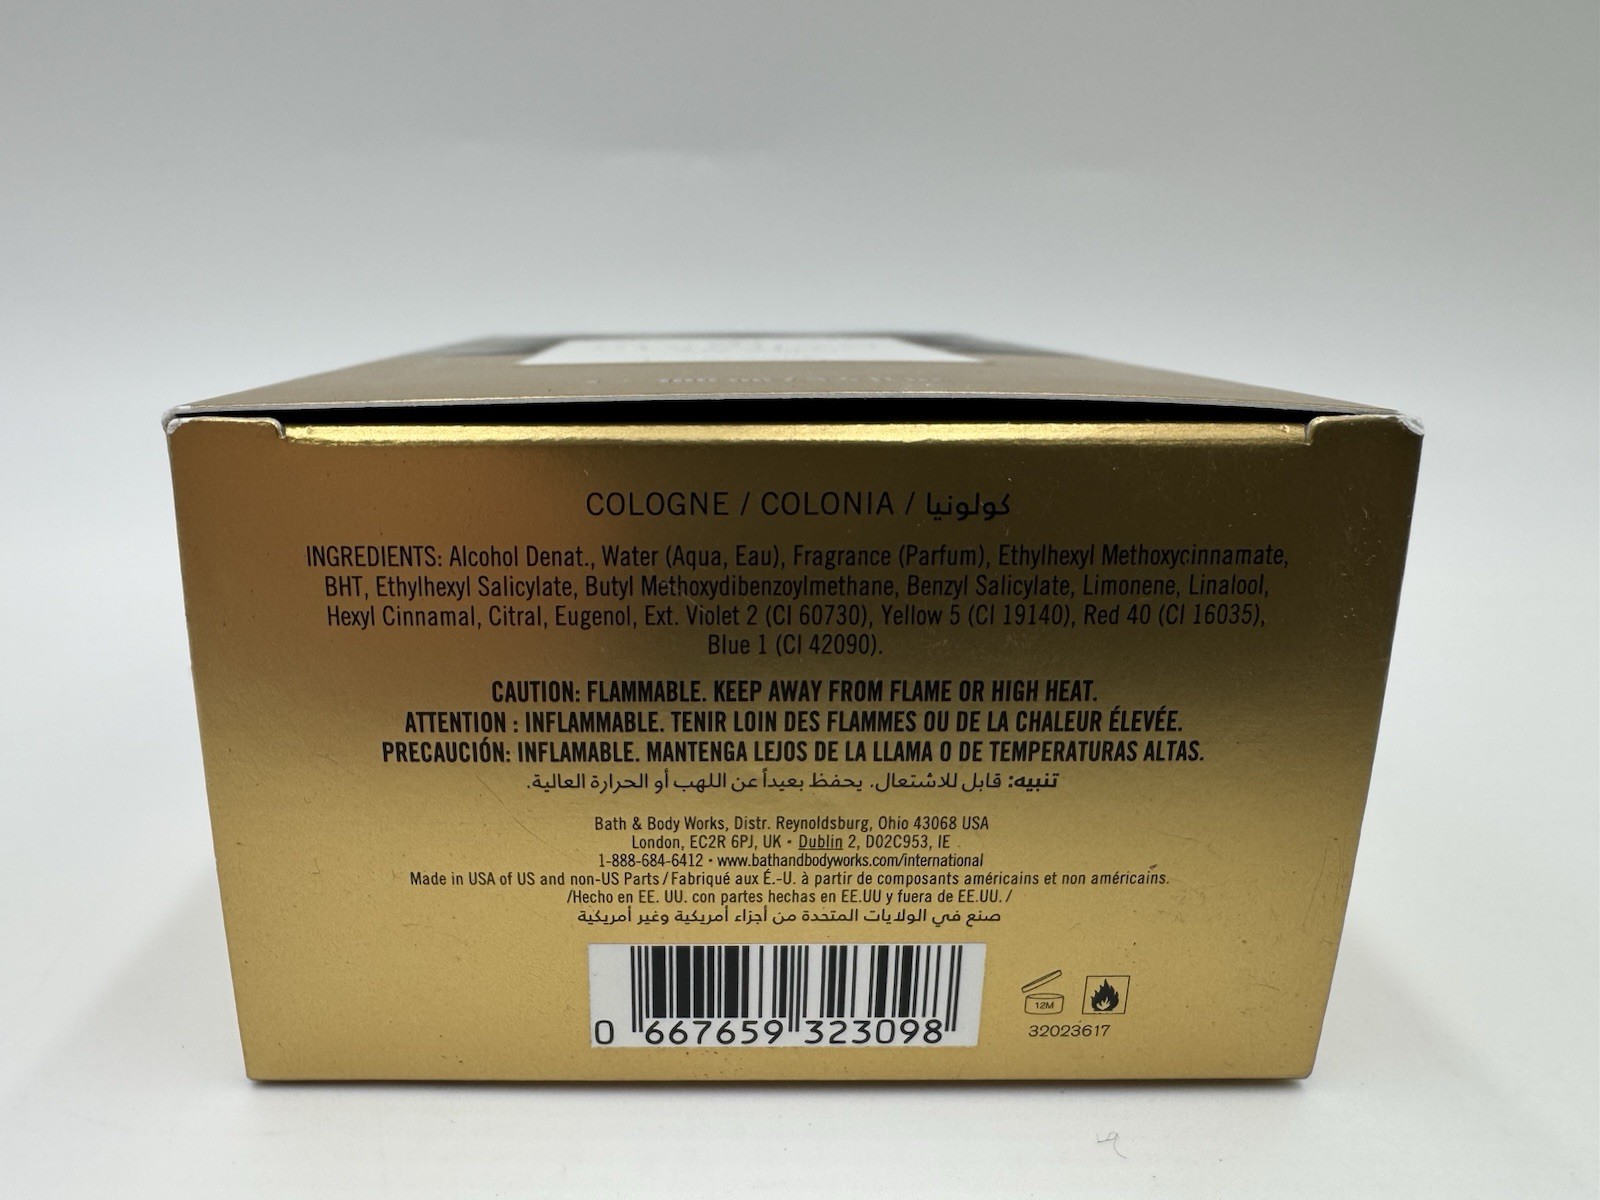 COLOGNE / COLONIA / كولونيا
INGREDIENTS: Alcohol Denat., Water (Aqua, Eau), Fragrance (Parfum), Ethylhexyl Methoxycinnamate,
BHT, Ethylhexyl Salicylate, Butyl Methoxydibenzoylmethane, Benzyl Salicylate, Limonene, Linalool,
Hexyl Cinnamal, Citral, Eugenol, Ext. Violet 2 (CI 60730), Yellow 5 (CI 19140), Red 40 (CI 16035),
Blue 1 (CI 42090).
CAUTION: FLAMMABLE. KEEP AWAY FROM FLAME OR HIGH HEAT.
ATTENTION : INFLAMMABLE. TENIR LOIN DES FLAMMES OU DE LA CHALEUR ÉLEVÉE.
PRECAUCIÓN: INFLAMABLE. MANTENGA LEJOS DE LA LLAMA O DE TEMPERATURAS ALTAS.
تنبيه: قابل للاشتعال. يحفظ بعيداً عن اللهب أو الحرارة العالية.
Bath & Body Works, Distr. Reynoldsburg, Ohio 43068 USA
London, EC2R 6PJ, UK • Dublin 2, D02C953, IE
1-888-684-6412 • www.bathandbodyworks.com/international
Made in USA of US and non-US Parts / Fabriqué aux É.-U. à partir de composants américains et non américains.
/Hecho en EE. UU. con partes hechas en EE.UU y fuera de EE.UU. /
صنع في الولايات المتحدة من أجزاء أمريكية وغير أمريكية
0 667659 323098
12M
32023617